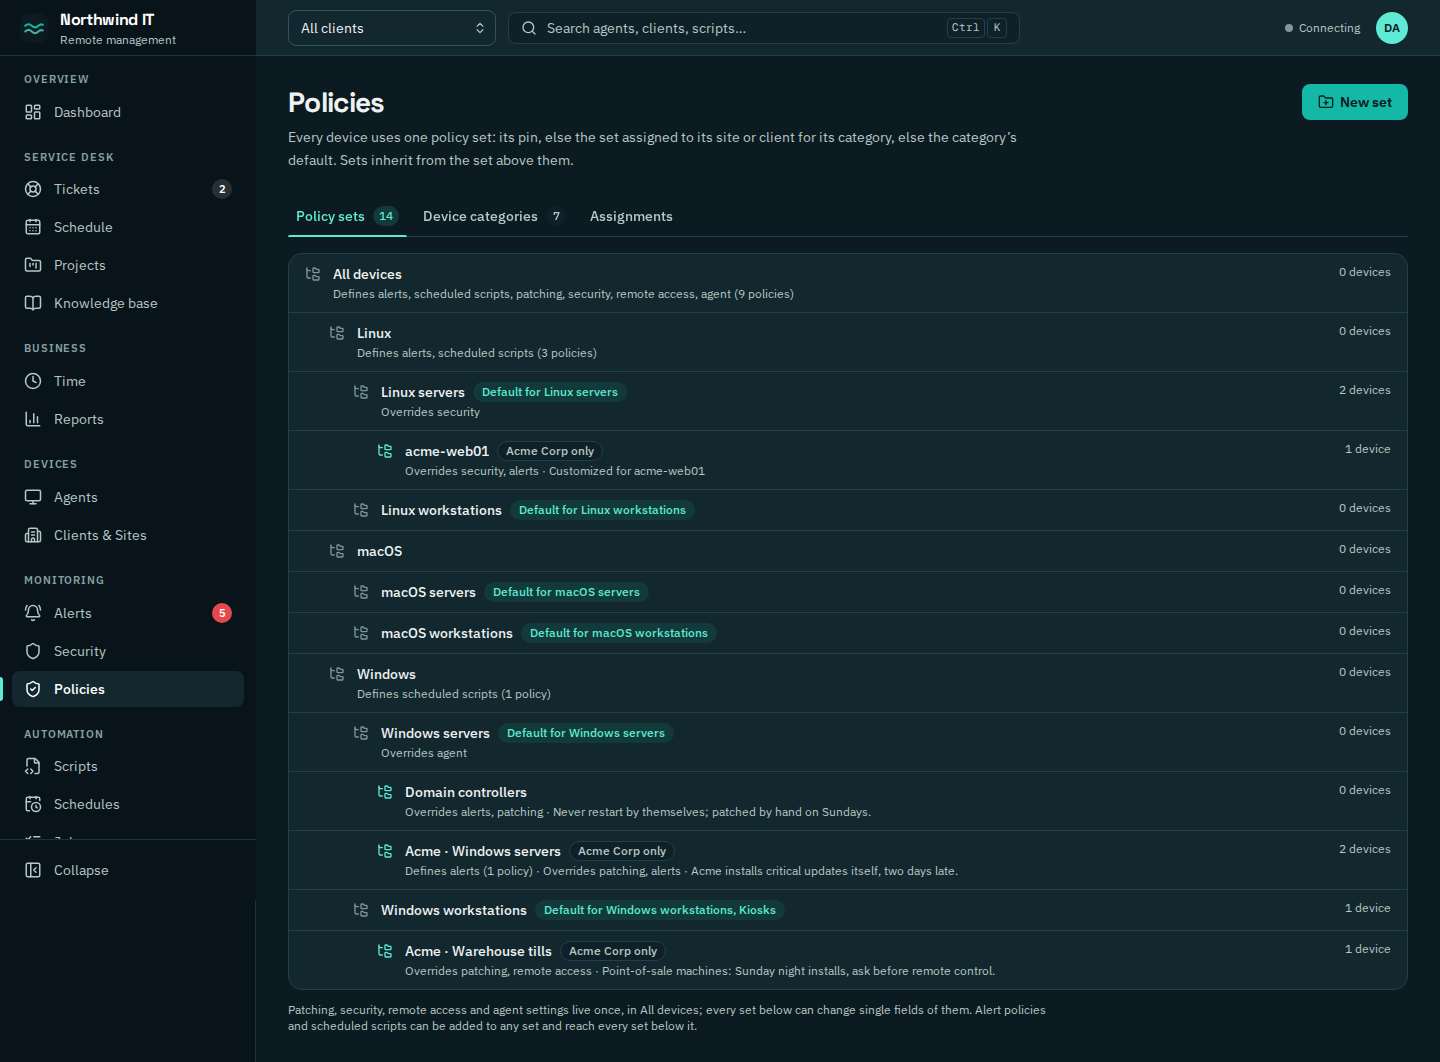 Northwind IT
Remote management
All clients
Search agents, clients, scripts...
Ctrl K
Connecting
DA
OVERVIEW
Dashboard
SERVICE DESK
Tickets 2
Schedule
Projects
Knowledge base
BUSINESS
Time
Reports
DEVICES
Agents
Clients & Sites
MONITORING
Alerts 5
Security
Policies
AUTOMATION
Scripts
Schedules
Collapse
Policies
New set
Every device uses one policy set: its pin, else the set assigned to its site or client for its category, else the category’s
default. Sets inherit from the set above them.
Policy sets 14 Device categories 7 Assignments
All devices 0 devices
Defines alerts, scheduled scripts, patching, security, remote access, agent (9 policies)
Linux 0 devices
Defines alerts, scheduled scripts (3 policies)
Linux servers Default for Linux servers 2 devices
Overrides security
acme-web01 Acme Corp only 1 device
Overrides security, alerts · Customized for acme-web01
Linux workstations Default for Linux workstations 0 devices
macOS 0 devices
macOS servers Default for macOS servers 0 devices
macOS workstations Default for macOS workstations 0 devices
Windows 0 devices
Defines scheduled scripts (1 policy)
Windows servers Default for Windows servers 0 devices
Overrides agent
Domain controllers 0 devices
Overrides alerts, patching · Never restart by themselves; patched by hand on Sundays.
Acme · Windows servers Acme Corp only 2 devices
Defines alerts (1 policy) · Overrides patching, alerts · Acme installs critical updates itself, two days late.
Windows workstations Default for Windows workstations, Kiosks 1 device
Acme · Warehouse tills Acme Corp only 1 device
Overrides patching, remote access · Point-of-sale machines: Sunday night installs, ask before remote control.
Patching, security, remote access and agent settings live once, in All devices; every set below can change single fields of them. Alert policies
and scheduled scripts can be added to any set and reach every set below it.